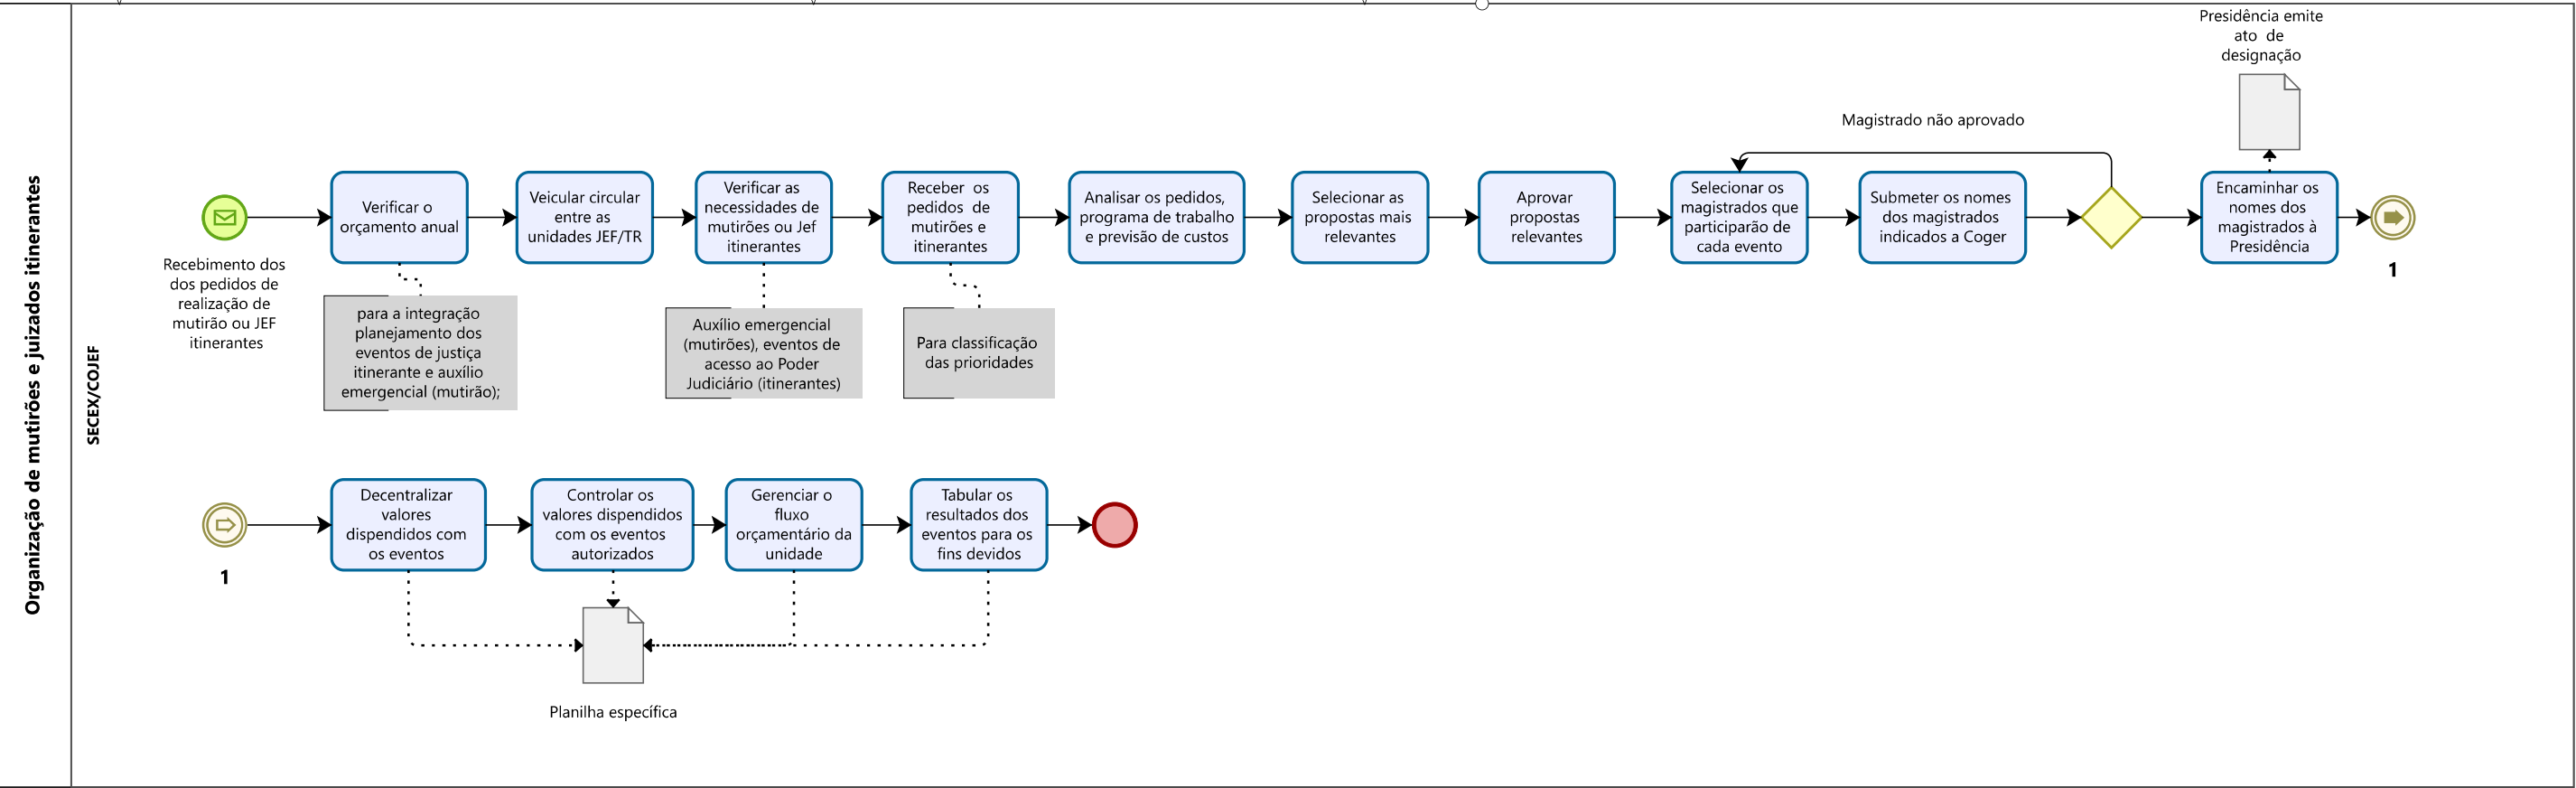 Organização de mutirões e juizados itinerantes
SECEX/COJEF
Recebimento dos
dos pedidos de
realização de
mutirão ou JEF
itinerantes
Verificar o
orçamento anual
para a integração
planejamento dos
eventos de justiça
itinerante e auxílio
emergencial (mutirão);
Veicular circular
entre as
unidades JEF/TR
Verificar as
necessidades de
mutirões ou Jef
itinerantes
Auxílio emergencial
(mutirões), eventos de
acesso ao Poder
Judiciário (itinerantes)
Receber os
pedidos de
mutirões e
itinerantes
Para classificação
das prioridades
Analisar os pedidos,
programa de trabalho
e previsão de custos
Selecionar as
propostas mais
relevantes
Aprovar
propostas
relevantes
Selecionar os
magistrados que
participarão de
cada evento
Submeter os nomes
dos magistrados
indicados a Coger
Magistrado não aprovado
Encaminhar os
nomes dos
magistrados à
Presidência
Presidência emite
ato de
designação
1
1
Decentralizar
valores
dispendidos com
os eventos
Controlar os
valores dispendidos
com os eventos
autorizados
Gerenciar o
fluxo
orçamentário da
unidade
Tabular os
resultados dos
eventos para os
fins devidos
Planilha específica